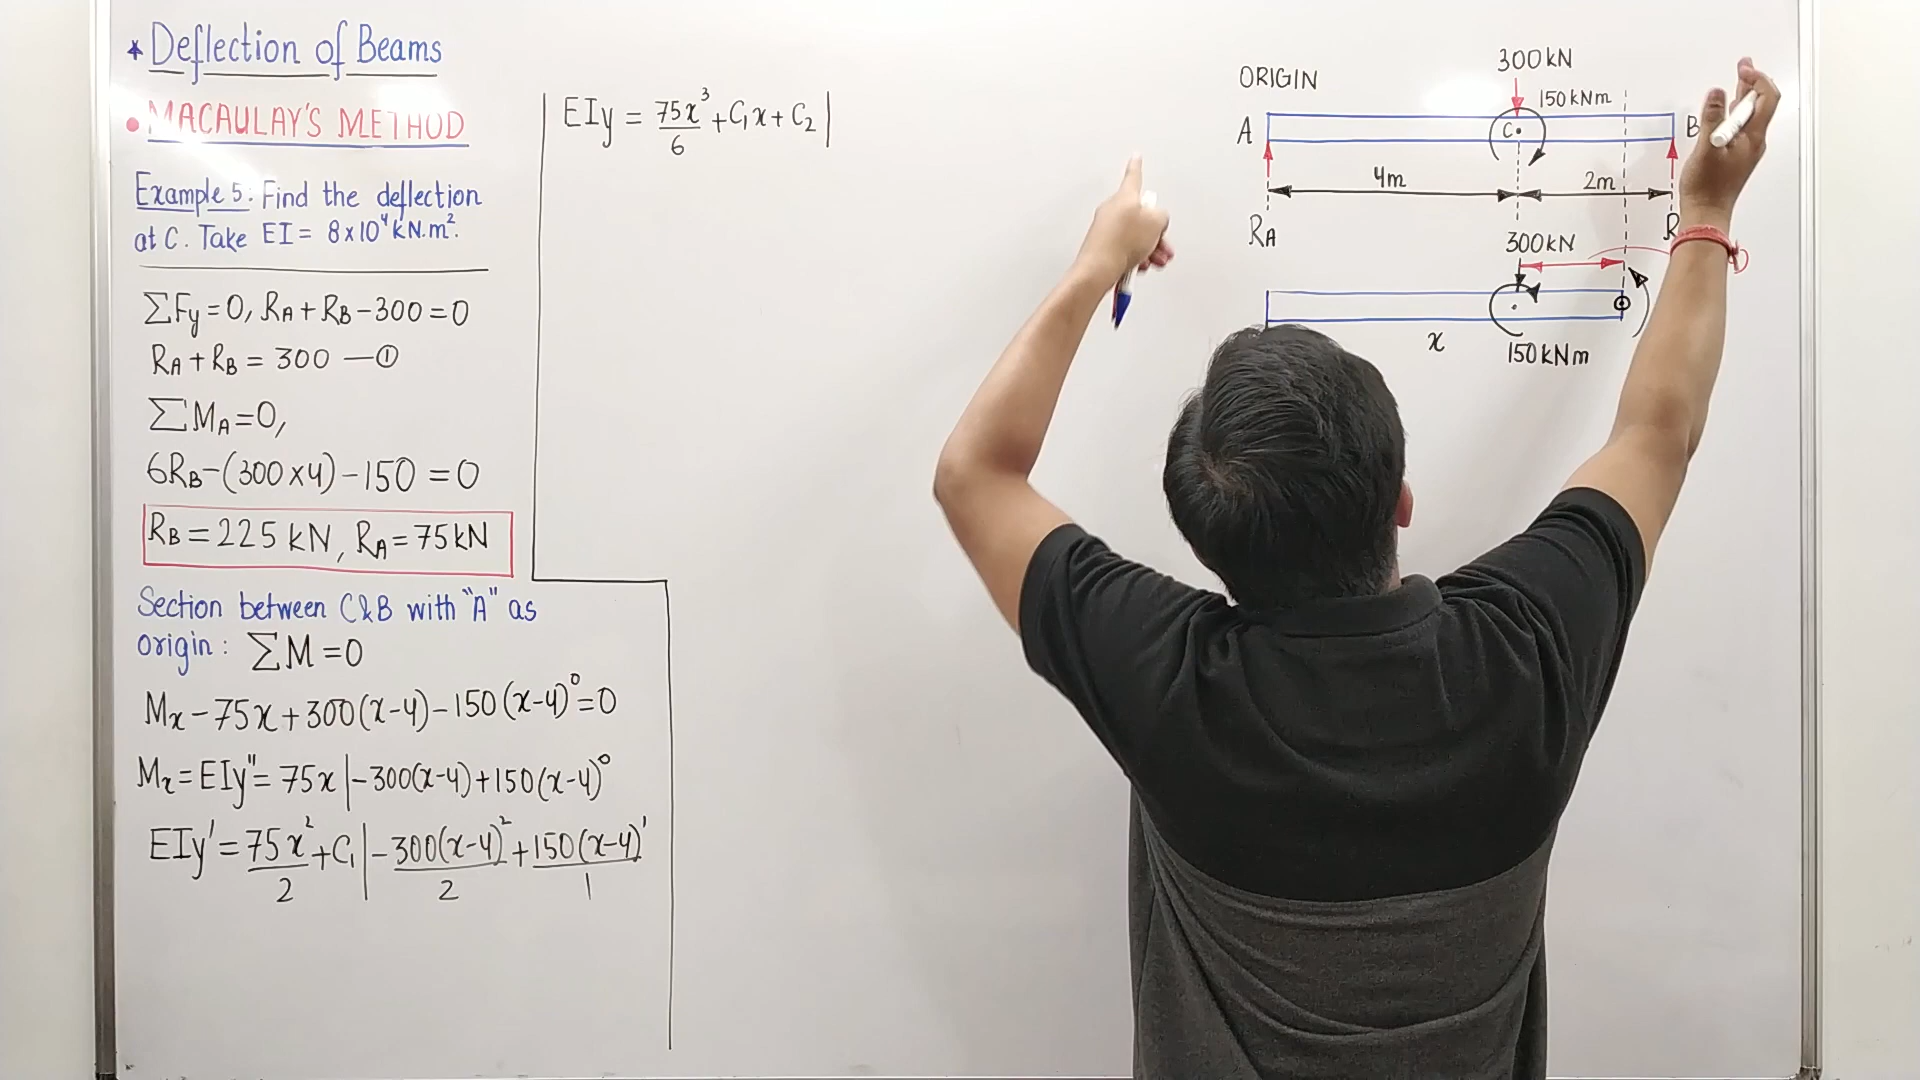 * Deflection of Beams
• MACAULAY'S METHOD
Example 5: Find the deflection
at C. Take EI = 8x10⁴ kN.m².
ΣFy=0, RA+RB-300=0
RA+RB = 300 —①
ΣMA=0,
6RB-(300x4)-150=0
RB=225 kN, RA=75kN
Section between C&B with "A" as
origin: ΣM=0
Mx-75x+300(x-4)-150(x-4)⁰=0
Mx=EIy"=75x|-300(x-4)+150(x-4)⁰
EIy'=75x²/2+C₁|-300(x-4)²/2+150(x-4)¹/1
EIy = 75x³/6+C₁x+C₂|
ORIGIN
300kN
150kNm
A
C
B
4m
2m
RA
R
300kN
x
150kNm